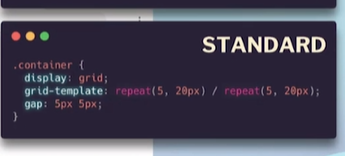 STANDARD
.container {
  display: grid;
  grid-template: repeat(5, 20px) / repeat(5, 20px);
  gap: 5px 5px;
}